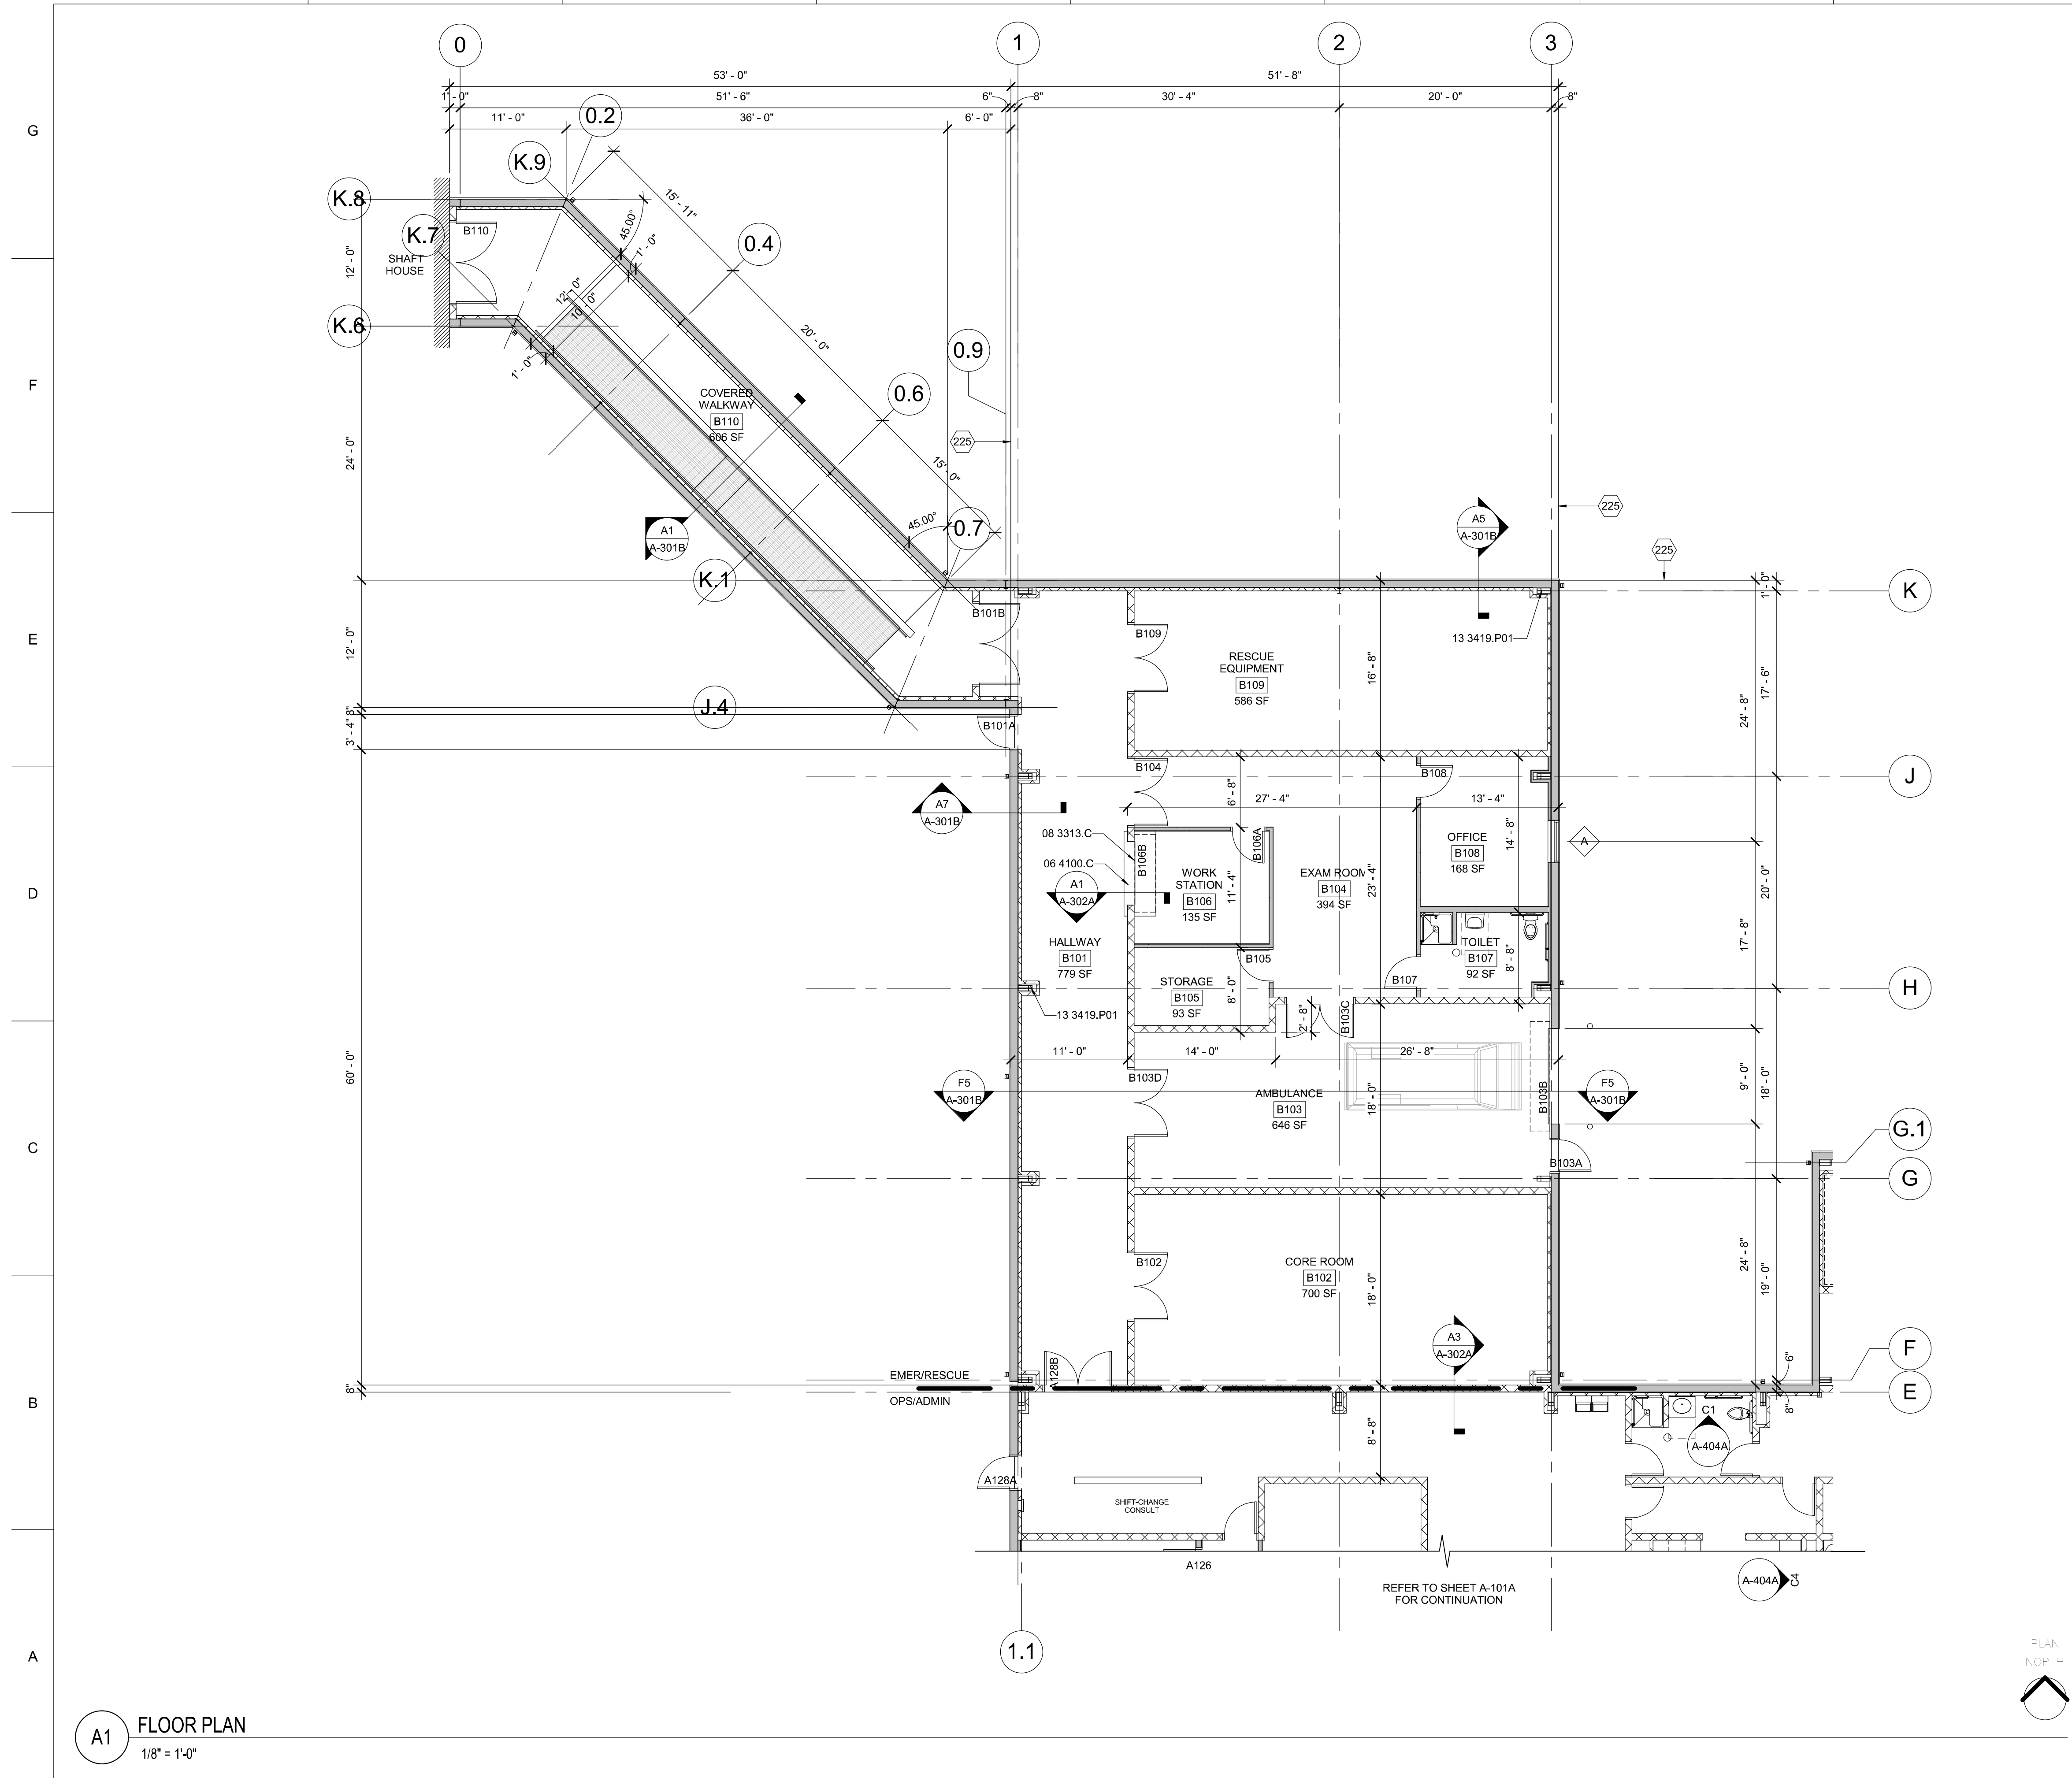 0
1
2
3
53' - 0"
51' - 8"
1' - 0"
51' - 6"
6"
8"
30' - 4"
20' - 0"
8"
11' - 0"
0.2
36' - 0"
6' - 0"
G
K.9
K.8
15' - 11"
45.00°
K.7
B110
1' - 0"
0.4
SHAFT
HOUSE
12' - 0"
12' - 0"
10' - 0"
K.6
20' - 0"
0.9
1' - 0"
F
COVERED
WALKWAY
B110
606 SF
0.6
225
24' - 0"
15' - 0"
225
A1
A-301B
45.00°
0.7
A5
A-301B
225
K.1
1' - 0"
K
B101B
B109
13 3419.P01
E
12' - 0"
RESCUE
EQUIPMENT
B109
586 SF
16' - 8"
17' - 6"
24' - 8"
J.4
8"
3' - 4"
B101A
B104
B108
J
6' - 8"
27' - 4"
13' - 4"
A7
A-301B
08 3313.C
B106B
B106A
OFFICE
B108
168 SF
14' - 8"
A
06 4100.C
A1
A-302A
WORK
STATION
B106
135 SF
11' - 4"
EXAM ROOM
B104
394 SF
23' - 4"
20' - 0"
D
HALLWAY
B101
779 SF
B105
TOILET
B107
92 SF
8' - 8"
17' - 8"
B107
STORAGE
B105
93 SF
8' - 0"
H
13 3419.P01
2' - 8"
B103C
11' - 0"
14' - 0"
26' - 8"
60' - 0"
B103D
F5
A-301B
AMBULANCE
B103
646 SF
18' - 0"
B103B
F5
A-301B
9' - 0"
18' - 0"
C
G.1
B103A
G
B102
CORE ROOM
B102
700 SF
18' - 0"
24' - 8"
19' - 0"
A3
A-302A
F
EMER/RESCUE
A128B
6"
8"
OPS/ADMIN
8"
E
B
8' - 8"
C1
A-404A
A128A
SHIFT-CHANGE
CONSULT
A126
REFER TO SHEET A-101A
FOR CONTINUATION
A-404A
C4
1.1
A
PLAN
NORTH
A1
FLOOR PLAN
1/8" = 1'-0"